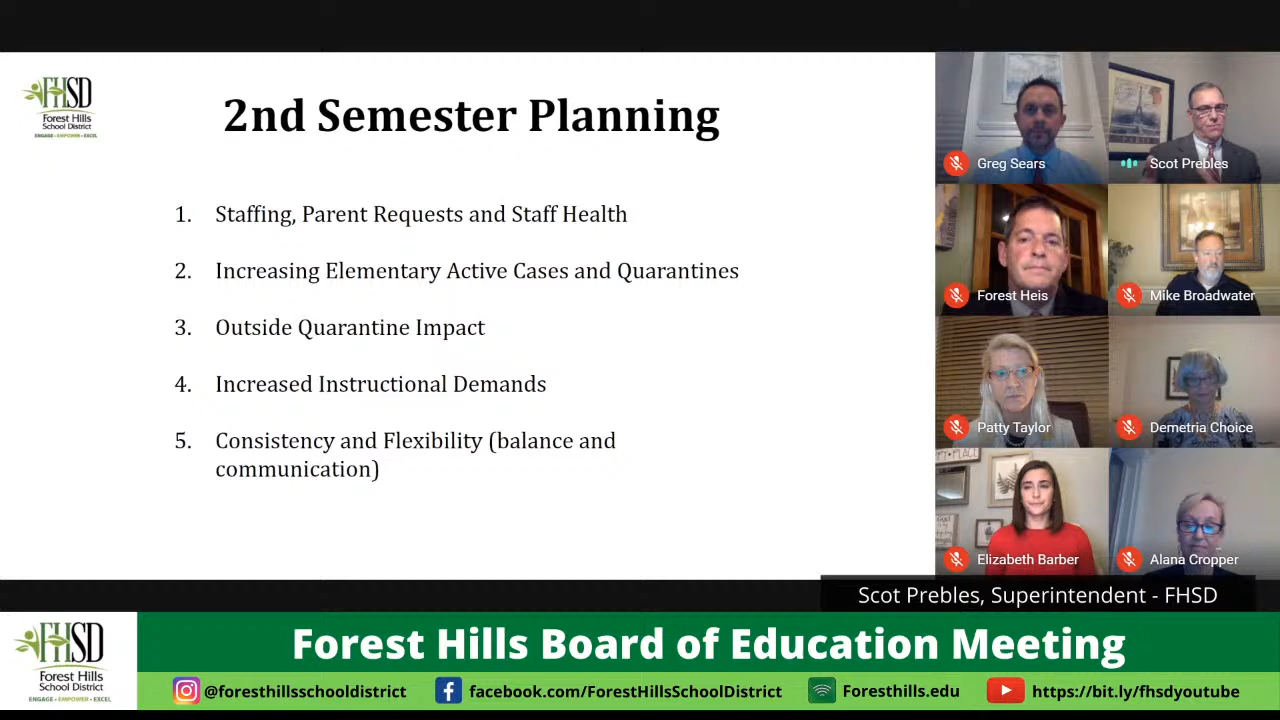 FHSD
Forest Hills
School District
ENGAGE • EMPOWER • EXCEL
2nd Semester Planning
1. Staffing, Parent Requests and Staff Health
2. Increasing Elementary Active Cases and Quarantines
3. Outside Quarantine Impact
4. Increased Instructional Demands
5. Consistency and Flexibility (balance and
communication)
Greg Sears
Scot Prebles
Forest Heis
Mike Broadwater
Patty Taylor
Demetria Choice
Elizabeth Barber
Alana Cropper
Scot Prebles, Superintendent - FHSD
FHSD
Forest Hills
School District
ENGAGE • EMPOWER • EXCEL
Forest Hills Board of Education Meeting
@foresthillsschooldistrict
facebook.com/ForestHillsSchoolDistrict
Foresthills.edu
https://bit.ly/fhsdyoutube